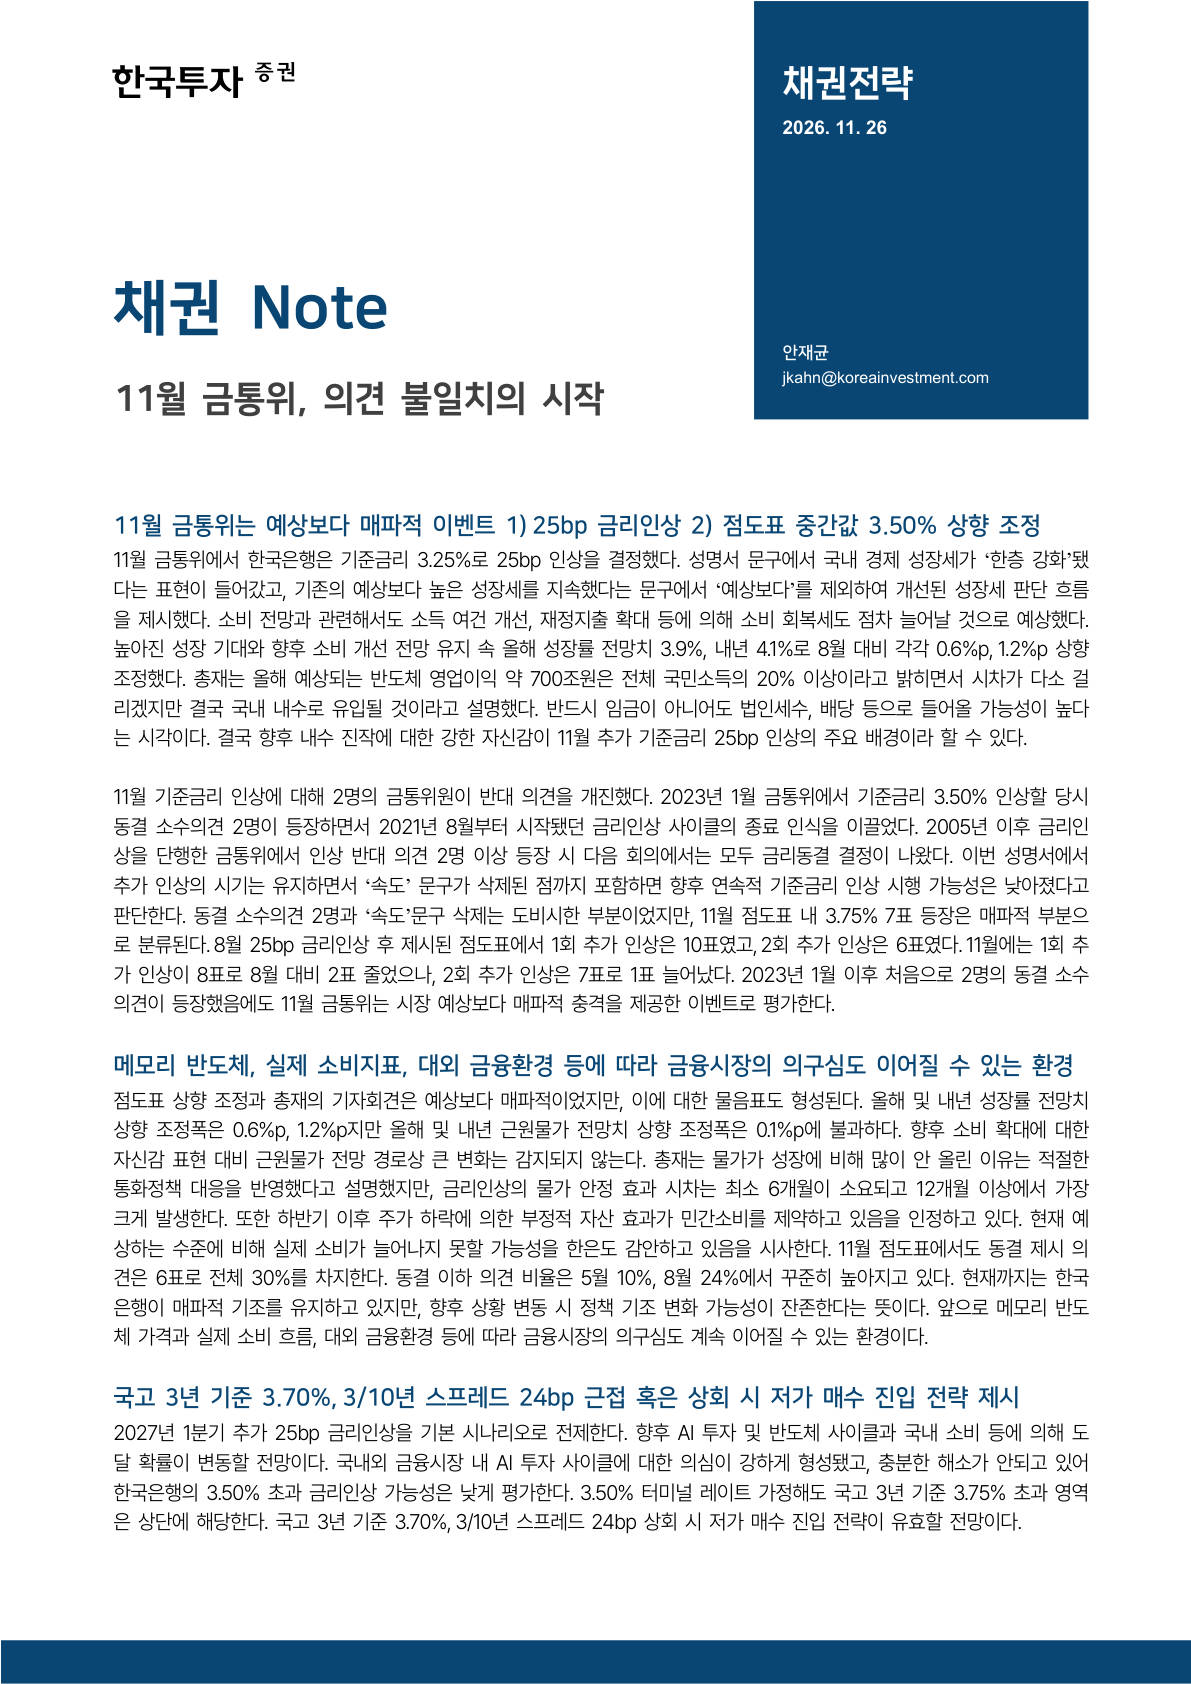 한국투자 증권
채권전략
2026. 11. 26
채권 Note
11월 금통위, 의견 불일치의 시작
안재균
jkahn@koreainvestment.com
11월 금통위는 예상보다 매파적 이벤트 1) 25bp 금리인상 2) 점도표 중간값 3.50% 상향 조정
11월 금통위에서 한국은행은 기준금리 3.25%로 25bp 인상을 결정했다. 성명서 문구에서 국내 경제 성장세가 ‘한층 강화’됐
다는 표현이 들어갔고, 기존의 예상보다 높은 성장세를 지속했다는 문구에서 ‘예상보다’를 제외하여 개선된 성장세 판단 흐름
을 제시했다. 소비 전망과 관련해서도 소득 여건 개선, 재정지출 확대 등에 의해 소비 회복세도 점차 늘어날 것으로 예상했다.
높아진 성장 기대와 향후 소비 개선 전망 유지 속 올해 성장률 전망치 3.9%, 내년 4.1%로 8월 대비 각각 0.6%p, 1.2%p 상향
조정했다. 총재는 올해 예상되는 반도체 영업이익 약 700조원은 전체 국민소득의 20% 이상이라고 밝히면서 시차가 다소 걸
리겠지만 결국 국내 내수로 유입될 것이라고 설명했다. 반드시 임금이 아니어도 법인세수, 배당 등으로 들어올 가능성이 높다
는 시각이다. 결국 향후 내수 진작에 대한 강한 자신감이 11월 추가 기준금리 25bp 인상의 주요 배경이라 할 수 있다.
11월 기준금리 인상에 대해 2명의 금통위원이 반대 의견을 개진했다. 2023년 1월 금통위에서 기준금리 3.50% 인상할 당시
동결 소수의견 2명이 등장하면서 2021년 8월부터 시작됐던 금리인상 사이클의 종료 인식을 이끌었다. 2005년 이후 금리인
상을 단행한 금통위에서 인상 반대 의견 2명 이상 등장 시 다음 회의에서는 모두 금리동결 결정이 나왔다. 이번 성명서에서
추가 인상의 시기는 유지하면서 ‘속도’ 문구가 삭제된 점까지 포함하면 향후 연속적 기준금리 인상 시행 가능성은 낮아졌다고
판단한다. 동결 소수의견 2명과 ‘속도’문구 삭제는 도비시한 부분이었지만, 11월 점도표 내 3.75% 7표 등장은 매파적 부분으
로 분류된다. 8월 25bp 금리인상 후 제시된 점도표에서 1회 추가 인상은 10표였고, 2회 추가 인상은 6표였다. 11월에는 1회 추
가 인상이 8표로 8월 대비 2표 줄었으나, 2회 추가 인상은 7표로 1표 늘어났다. 2023년 1월 이후 처음으로 2명의 동결 소수
의견이 등장했음에도 11월 금통위는 시장 예상보다 매파적 충격을 제공한 이벤트로 평가한다.
메모리 반도체, 실제 소비지표, 대외 금융환경 등에 따라 금융시장의 의구심도 이어질 수 있는 환경
점도표 상향 조정과 총재의 기자회견은 예상보다 매파적이었지만, 이에 대한 물음표도 형성된다. 올해 및 내년 성장률 전망치
상향 조정폭은 0.6%p, 1.2%p지만 올해 및 내년 근원물가 전망치 상향 조정폭은 0.1%p에 불과하다. 향후 소비 확대에 대한
자신감 표현 대비 근원물가 전망 경로상 큰 변화는 감지되지 않는다. 총재는 물가가 성장에 비해 많이 안 올린 이유는 적절한
통화정책 대응을 반영했다고 설명했지만, 금리인상의 물가 안정 효과 시차는 최소 6개월이 소요되고 12개월 이상에서 가장
크게 발생한다. 또한 하반기 이후 주가 하락에 의한 부정적 자산 효과가 민간소비를 제약하고 있음을 인정하고 있다. 현재 예
상하는 수준에 비해 실제 소비가 늘어나지 못할 가능성을 한은도 감안하고 있음을 시사한다. 11월 점도표에서도 동결 제시 의
견은 6표로 전체 30%를 차지한다. 동결 이하 의견 비율은 5월 10%, 8월 24%에서 꾸준히 높아지고 있다. 현재까지는 한국
은행이 매파적 기조를 유지하고 있지만, 향후 상황 변동 시 정책 기조 변화 가능성이 잔존한다는 뜻이다. 앞으로 메모리 반도
체 가격과 실제 소비 흐름, 대외 금융환경 등에 따라 금융시장의 의구심도 계속 이어질 수 있는 환경이다.
국고 3년 기준 3.70%, 3/10년 스프레드 24bp 근접 혹은 상회 시 저가 매수 진입 전략 제시
2027년 1분기 추가 25bp 금리인상을 기본 시나리오로 전제한다. 향후 AI 투자 및 반도체 사이클과 국내 소비 등에 의해 도
달 확률이 변동할 전망이다. 국내외 금융시장 내 AI 투자 사이클에 대한 의심이 강하게 형성됐고, 충분한 해소가 안되고 있어
한국은행의 3.50% 초과 금리인상 가능성은 낮게 평가한다. 3.50% 터미널 레이트 가정해도 국고 3년 기준 3.75% 초과 영역
은 상단에 해당한다. 국고 3년 기준 3.70%, 3/10년 스프레드 24bp 상회 시 저가 매수 진입 전략이 유효할 전망이다.